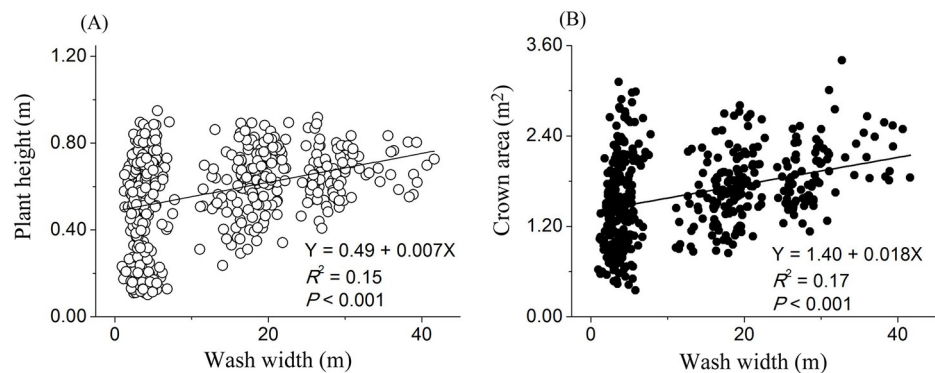 (A)
Plant height (m)
1.20
0.80
0.40
0.00
Y = 0.49 + 0.007X
R² = 0.15
P < 0.001
0
20
40
Wash width (m)
(B)
Crown area (m²)
3.60
2.40
1.20
0.00
Y = 1.40 + 0.018X
R² = 0.17
P < 0.001
0
20
40
Wash width (m)